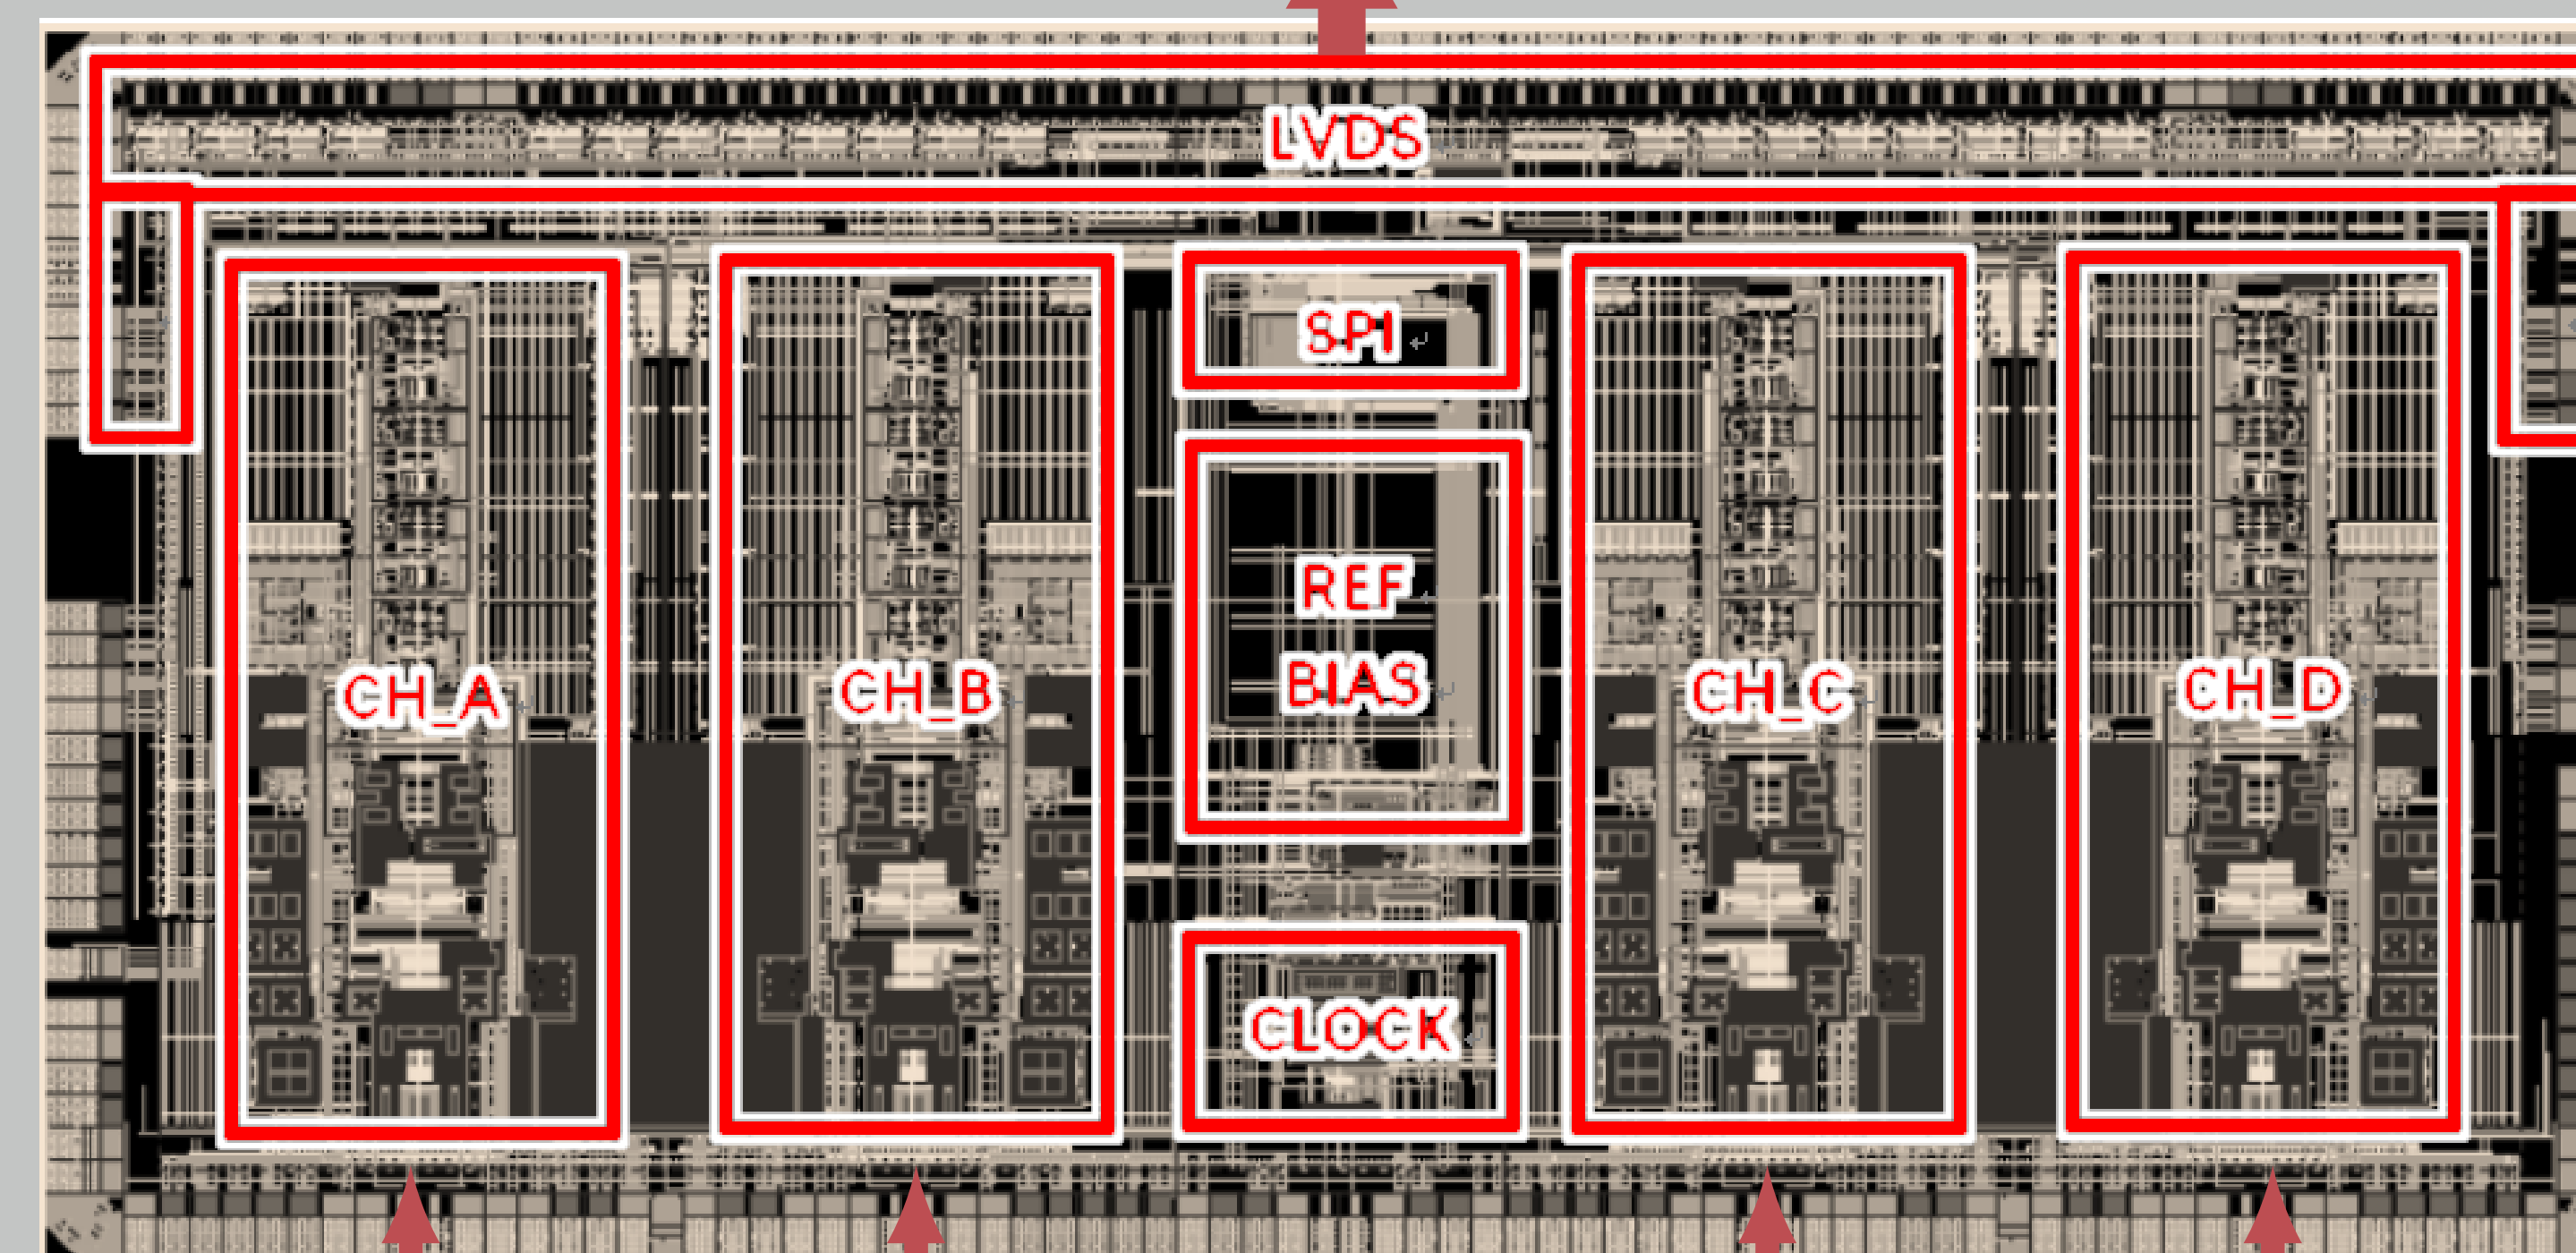 LVDS
SPI
REF
BIAS
CH_A
CH_B
CH_C
CH_D
CLOCK